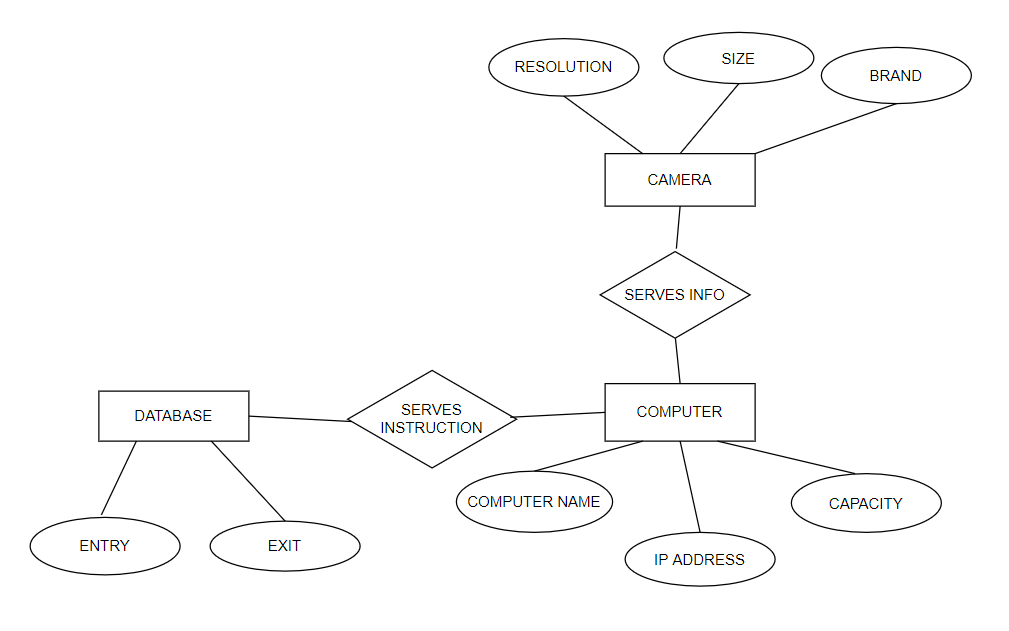 RESOLUTION
SIZE
BRAND
CAMERA
SERVES INFO
DATABASE
SERVES
INSTRUCTION
COMPUTER
COMPUTER NAME
CAPACITY
ENTRY
EXIT
IP ADDRESS